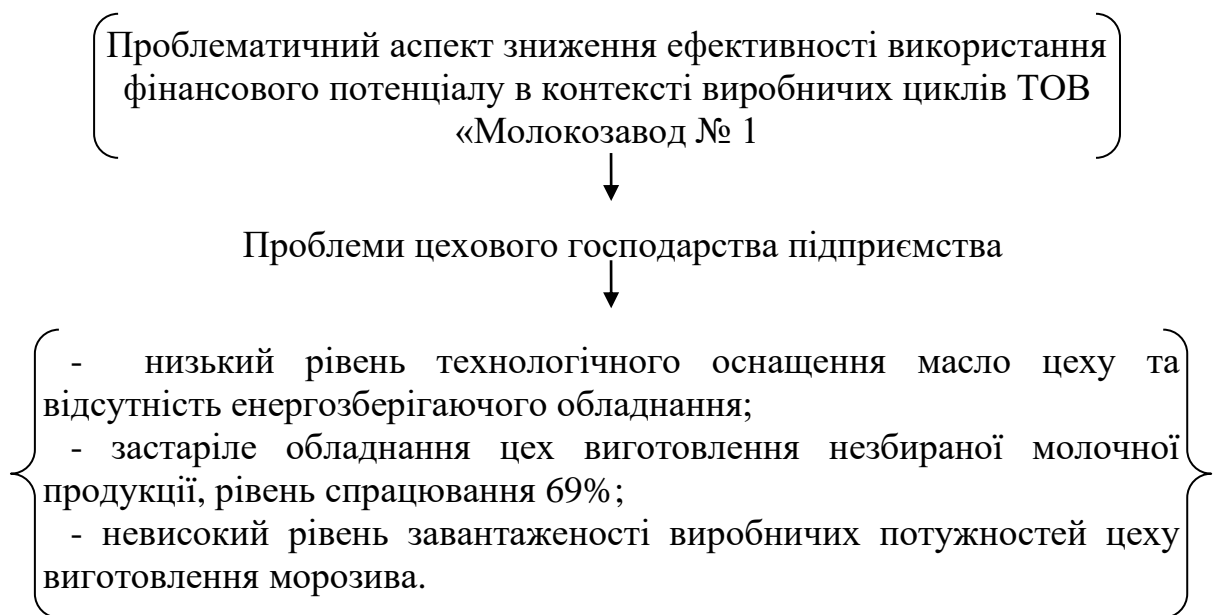 Проблематичний аспект зниження ефективності використання
фінансового потенціалу в контексті виробничих циклів ТОВ
«Молокозавод № 1
Проблеми цехового господарства підприємства
- низький рівень технологічного оснащення масло цеху та
відсутність енергозберігаючого обладнання;
- застаріле обладнання цех виготовлення незбираної молочної
продукції, рівень спрацювання 69%;
- невисокий рівень завантаженості виробничих потужностей цеху
виготовлення морозива.